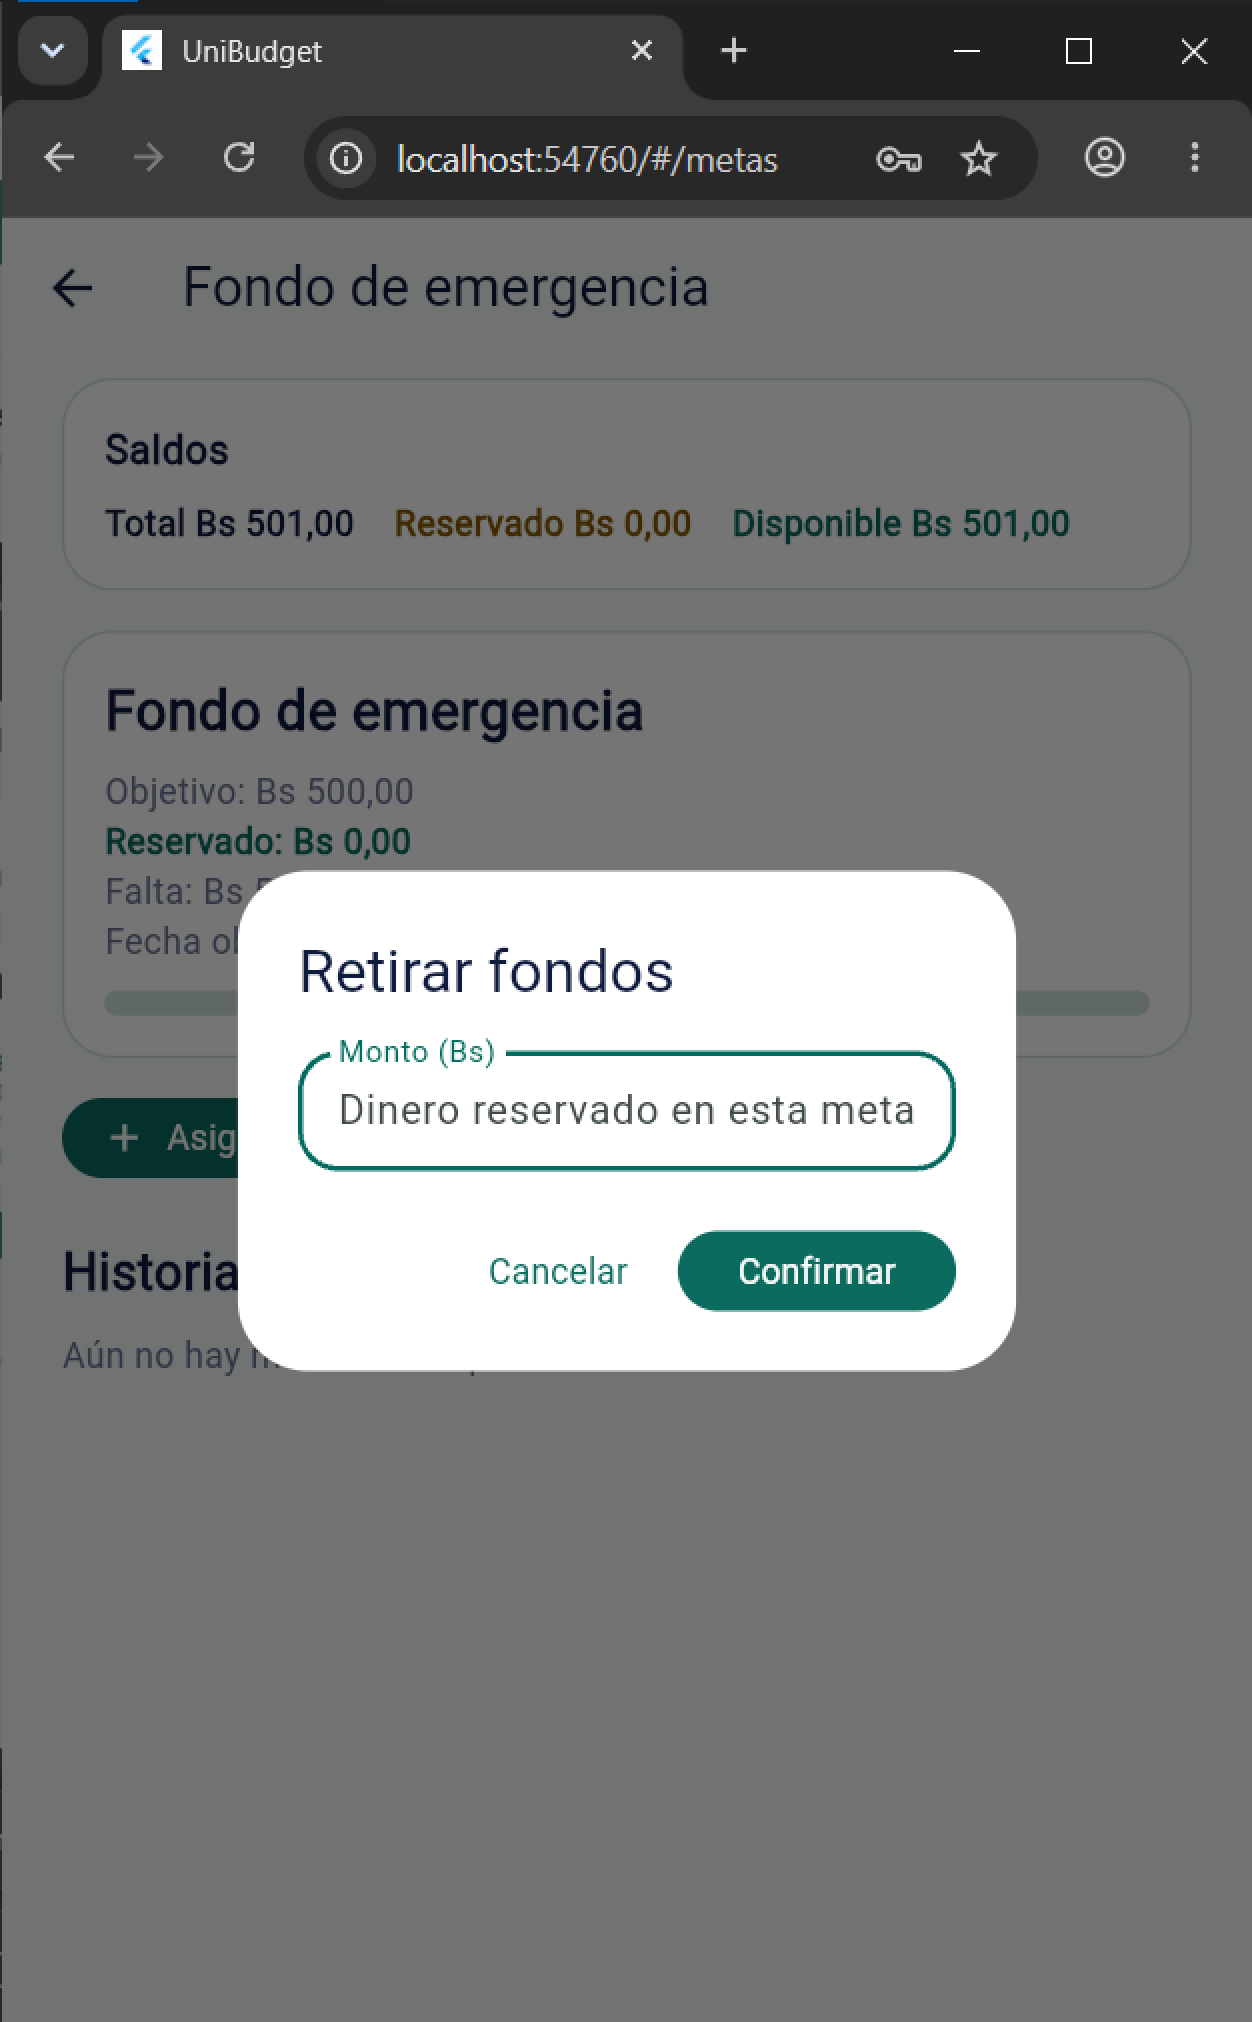 UniBudget
localhost:54760/#/metas
Fondo de emergencia
Saldos
Total Bs 501,00 Reservado Bs 0,00 Disponible Bs 501,00
Fondo de emergencia
Objetivo: Bs 500,00
Reservado: Bs 0,00
Falta: Bs
Fecha
Retirar fondos
Monto (Bs)
Dinero reservado en esta meta
Asig
Cancelar Confirmar
Historia
Aún no hay